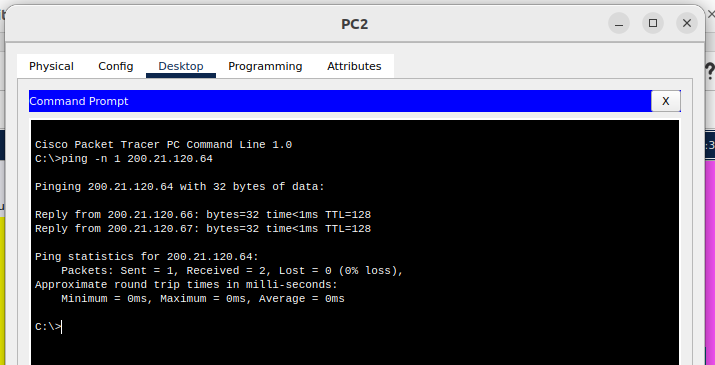 PC2
Physical Config Desktop Programming Attributes
Command Prompt X
Cisco Packet Tracer PC Command Line 1.0
C:\>ping -n 1 200.21.120.64
Pinging 200.21.120.64 with 32 bytes of data:
Reply from 200.21.120.66: bytes=32 time<1ms TTL=128
Reply from 200.21.120.67: bytes=32 time<1ms TTL=128
Ping statistics for 200.21.120.64:
Packets: Sent = 1, Received = 2, Lost = 0 (0% loss),
Approximate round trip times in milli-seconds:
Minimum = 0ms, Maximum = 0ms, Average = 0ms
C:\>